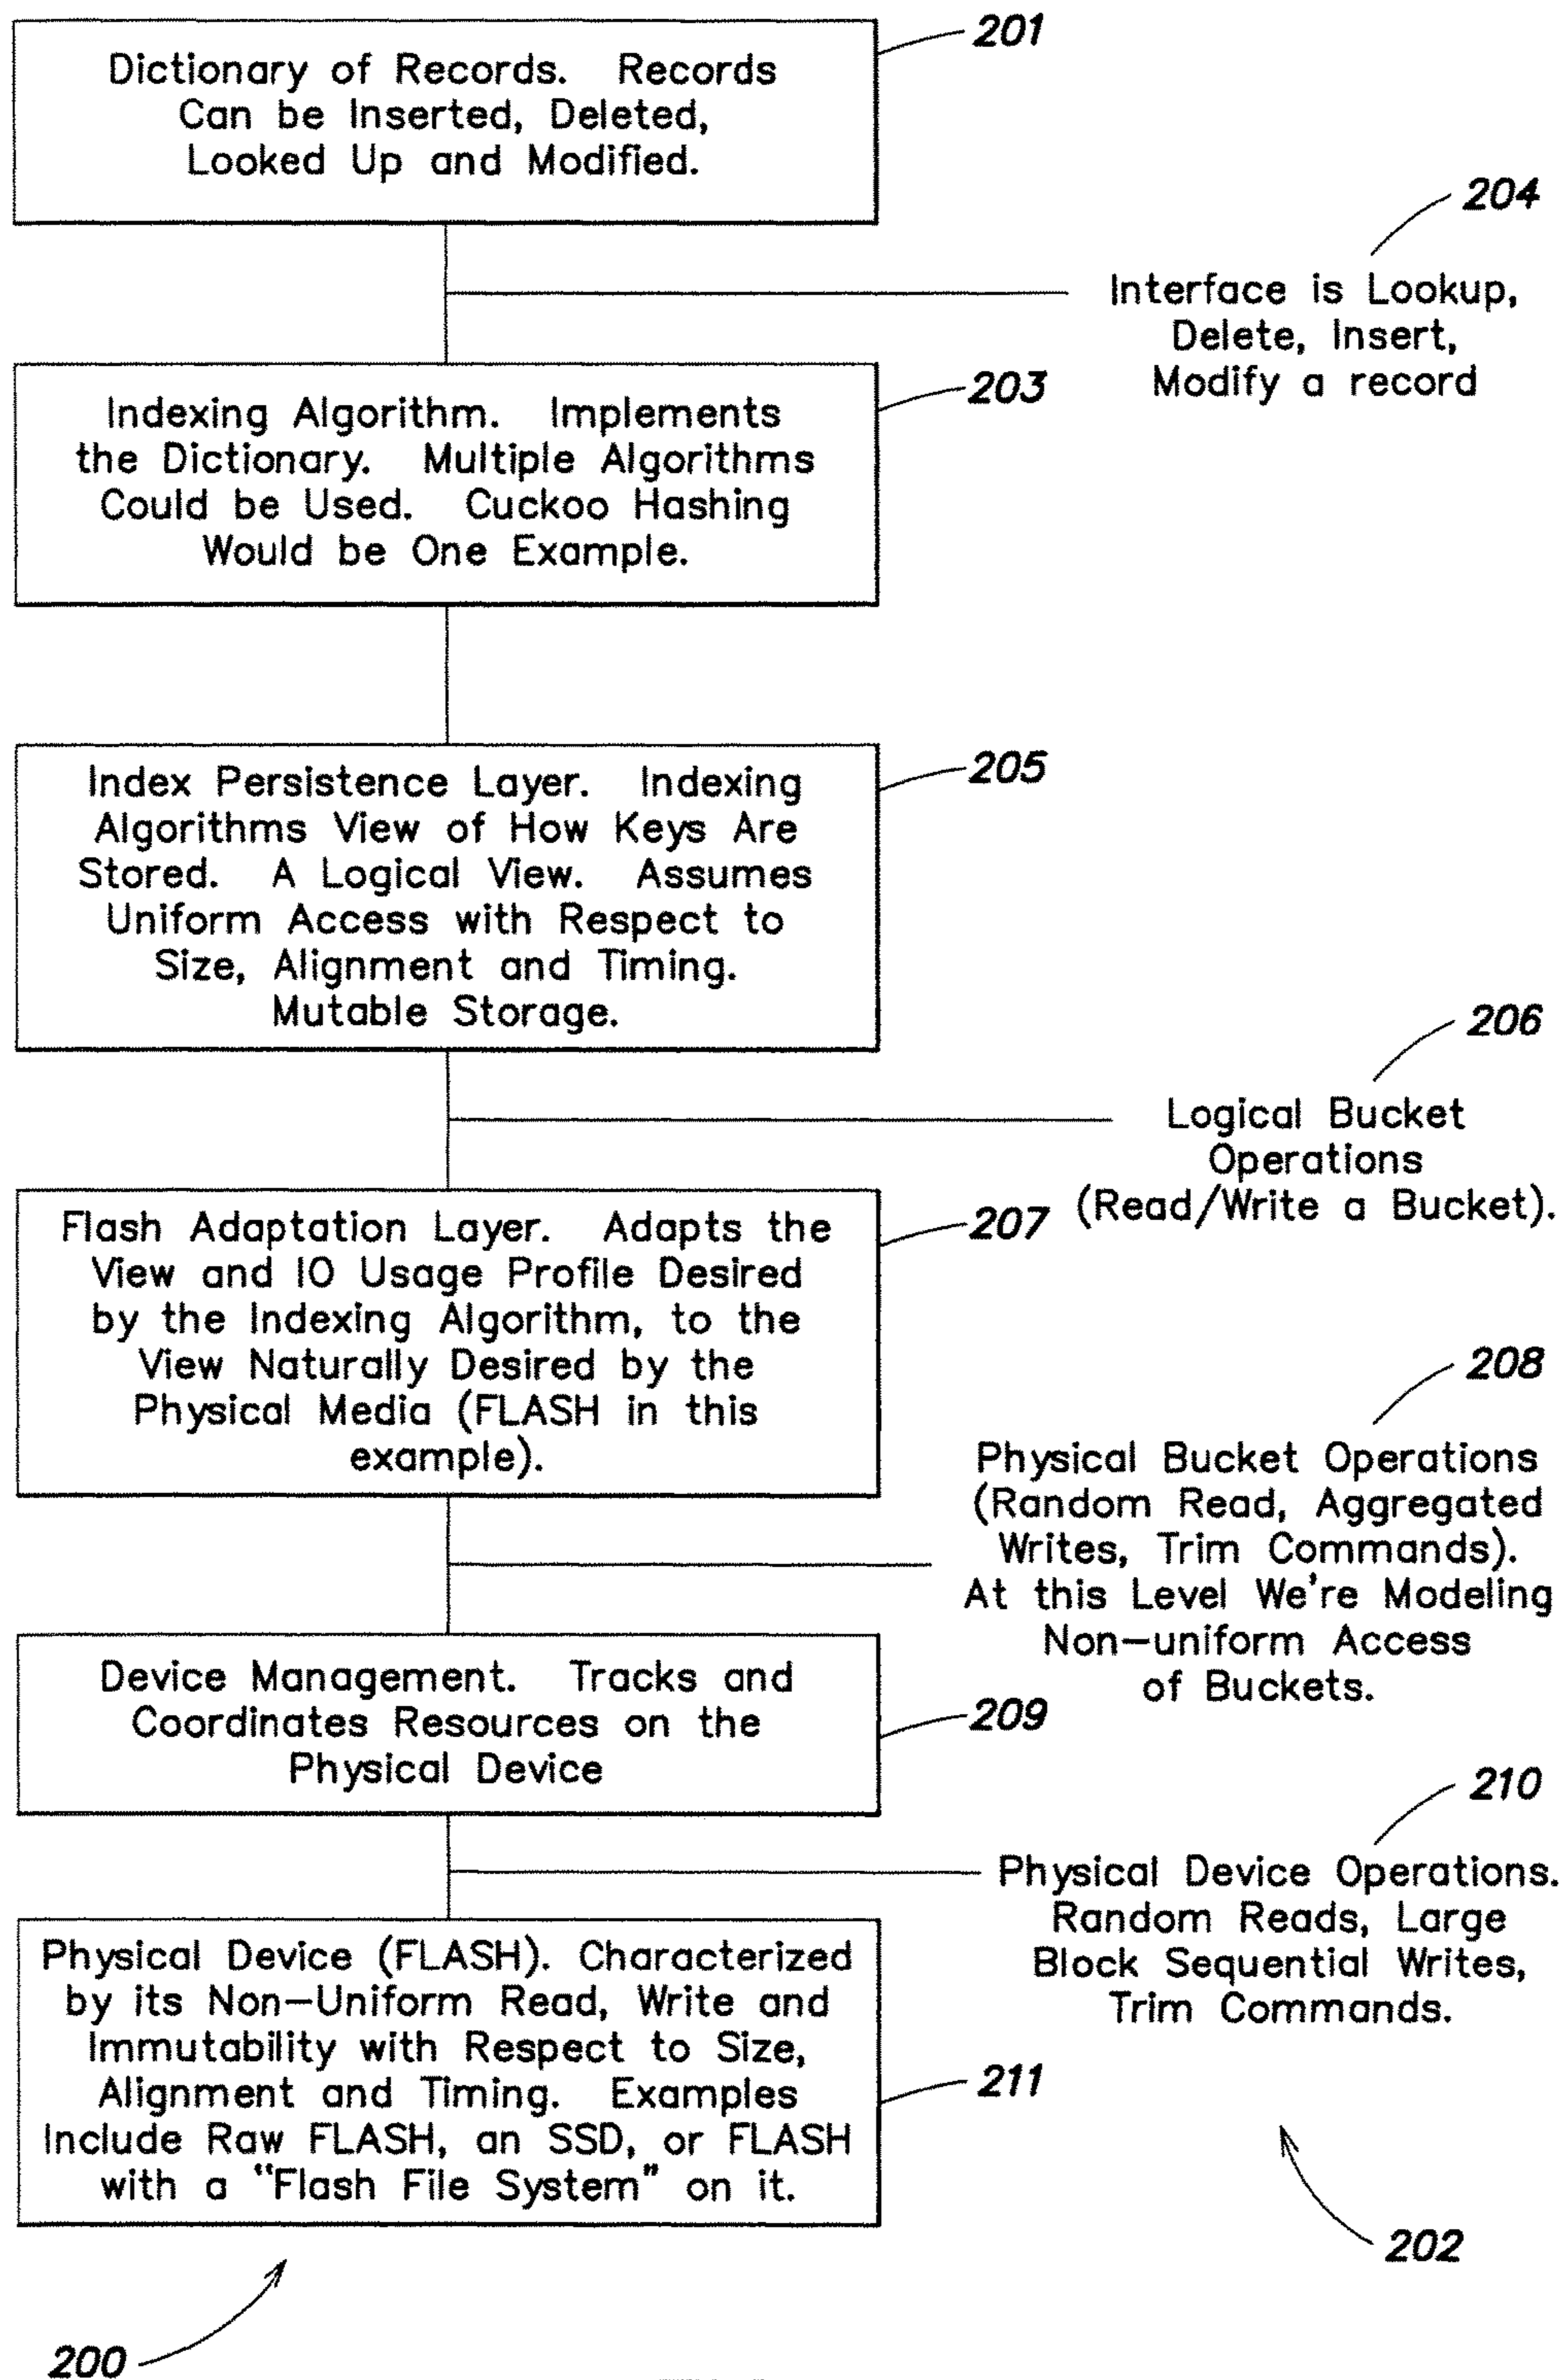 201
Dictionary of Records. Records
Can be Inserted, Deleted,
Looked Up and Modified.
204
Interface is Lookup,
Delete, Insert,
Modify a record
203
Indexing Algorithm. Implements
the Dictionary. Multiple Algorithms
Could be Used. Cuckoo Hashing
Would be One Example.
205
Index Persistence Layer. Indexing
Algorithms View of How Keys Are
Stored. A Logical View. Assumes
Uniform Access with Respect to
Size, Alignment and Timing.
Mutable Storage.
206
Logical Bucket
Operations
(Read/Write a Bucket).
207
Flash Adaptation Layer. Adapts the
View and IO Usage Profile Desired
by the Indexing Algorithm, to the
View Naturally Desired by the
Physical Media (FLASH in this
example).
208
Physical Bucket Operations
(Random Read, Aggregated
Writes, Trim Commands).
At this Level We're Modeling
Non-uniform Access
of Buckets.
209
Device Management. Tracks and
Coordinates Resources on the
Physical Device
210
Physical Device Operations.
Random Reads, Large
Block Sequential Writes,
Trim Commands.
211
Physical Device (FLASH). Characterized
by its Non-Uniform Read, Write and
Immutability with Respect to Size,
Alignment and Timing. Examples
Include Raw FLASH, an SSD, or FLASH
with a "Flash File System" on it.
202
200